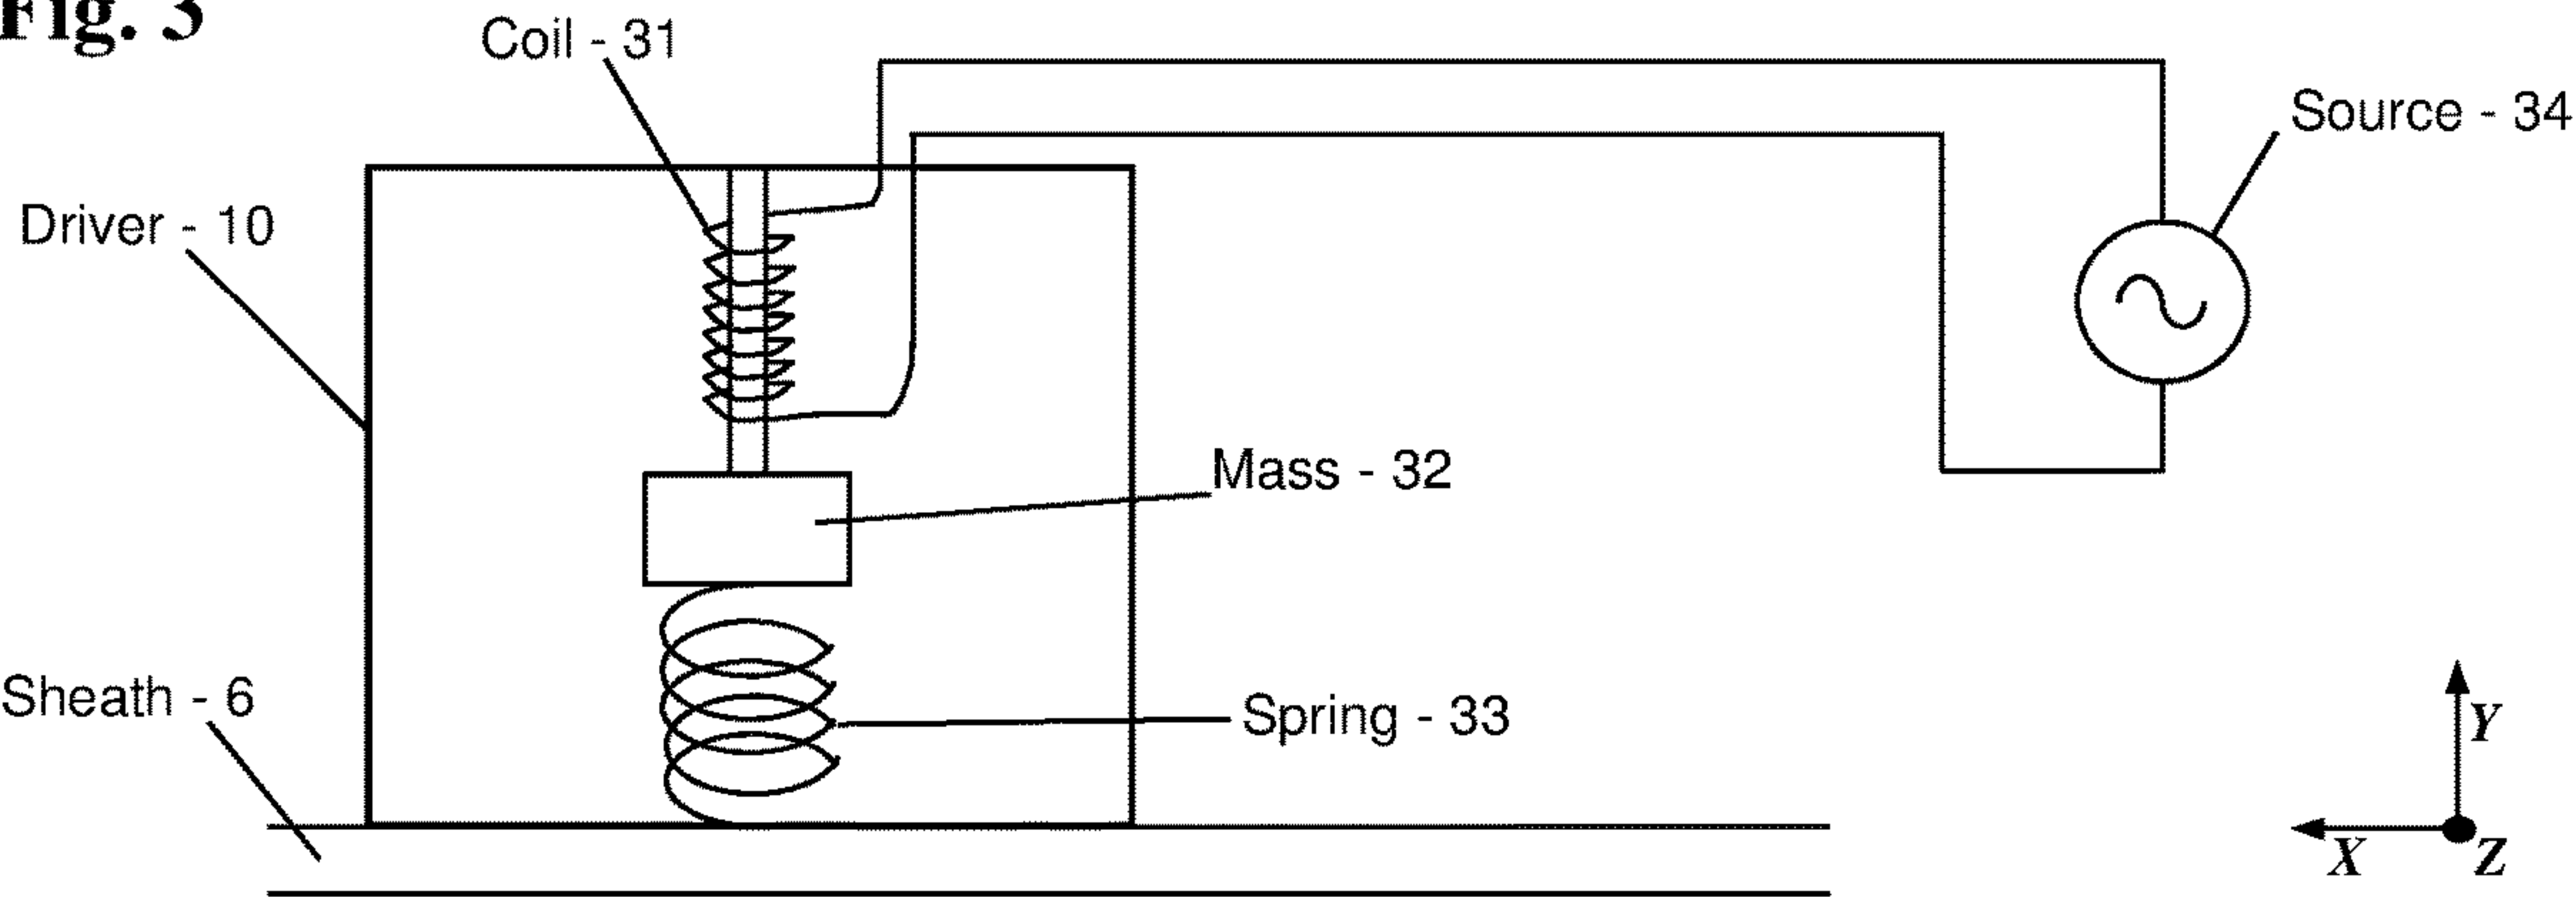 Fig. 3
Coil - 31
Source - 34
Driver - 10
Mass - 32
Sheath - 6
Spring - 33
Y
X
Z